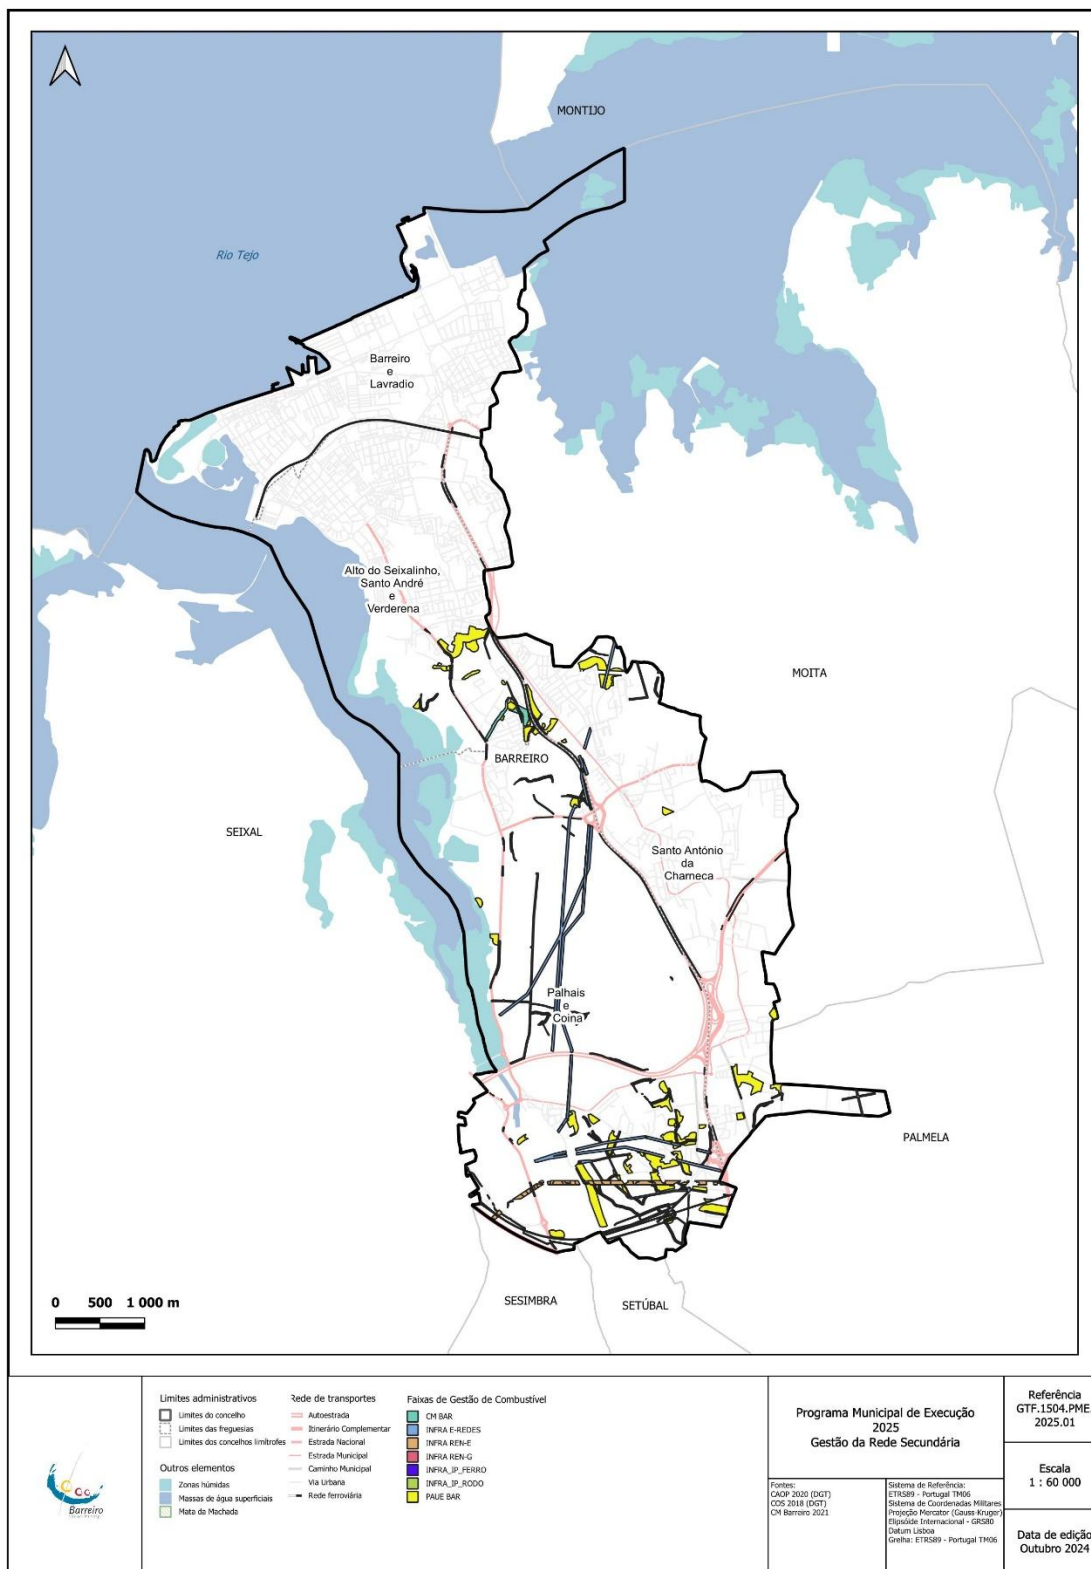 MONTIJO
Rio Tejo
Barreiro
e
Lavradio
Alto do Seixalinho,
Santo André
e
Verderena
MOITA
BARREIRO
SEIXAL
Santo António
da
Charneca
Palhais
e
Coina
PALMELA
SESIMBRA
SETÚBAL
0 500 1 000 m
Barreiro
Limites administrativos
Limites do concelho
Limites das freguesias
Limites dos concelhos limítrofes
Outros elementos
Zonas húmidas
Massas de água superficiais
Mata da Machada
Rede de transportes
Autoestrada
Itinerário Complementar
Estrada Nacional
Estrada Municipal
Caminho Municipal
Via Urbana
Rede ferroviária
Faixas de Gestão de Combustível
CM BAR
INFRA E-REDES
INFRA REN-E
INFRA REN-G
INFRA_IP_FERRO
INFRA_IP_RODO
PAUE BAR
Programa Municipal de Execução
2025
Gestão da Rede Secundária
Fontes:
CAOP 2020 (DGT)
COS 2018 (DGT)
CM Barreiro 2021
Sistema de Referência:
ETRS89 - Portugal TM06
Sistema de Coordenadas Militares
Projeção Mercator (Gauss-Kruger)
Elipsóide Internacional - GRS80
Datum Lisboa
Grelha: ETRS89 - Portugal TM06
Referência
GTF.1504.PME.
2025.01
Escala
1 : 60 000
Data de edição
Outubro 2024